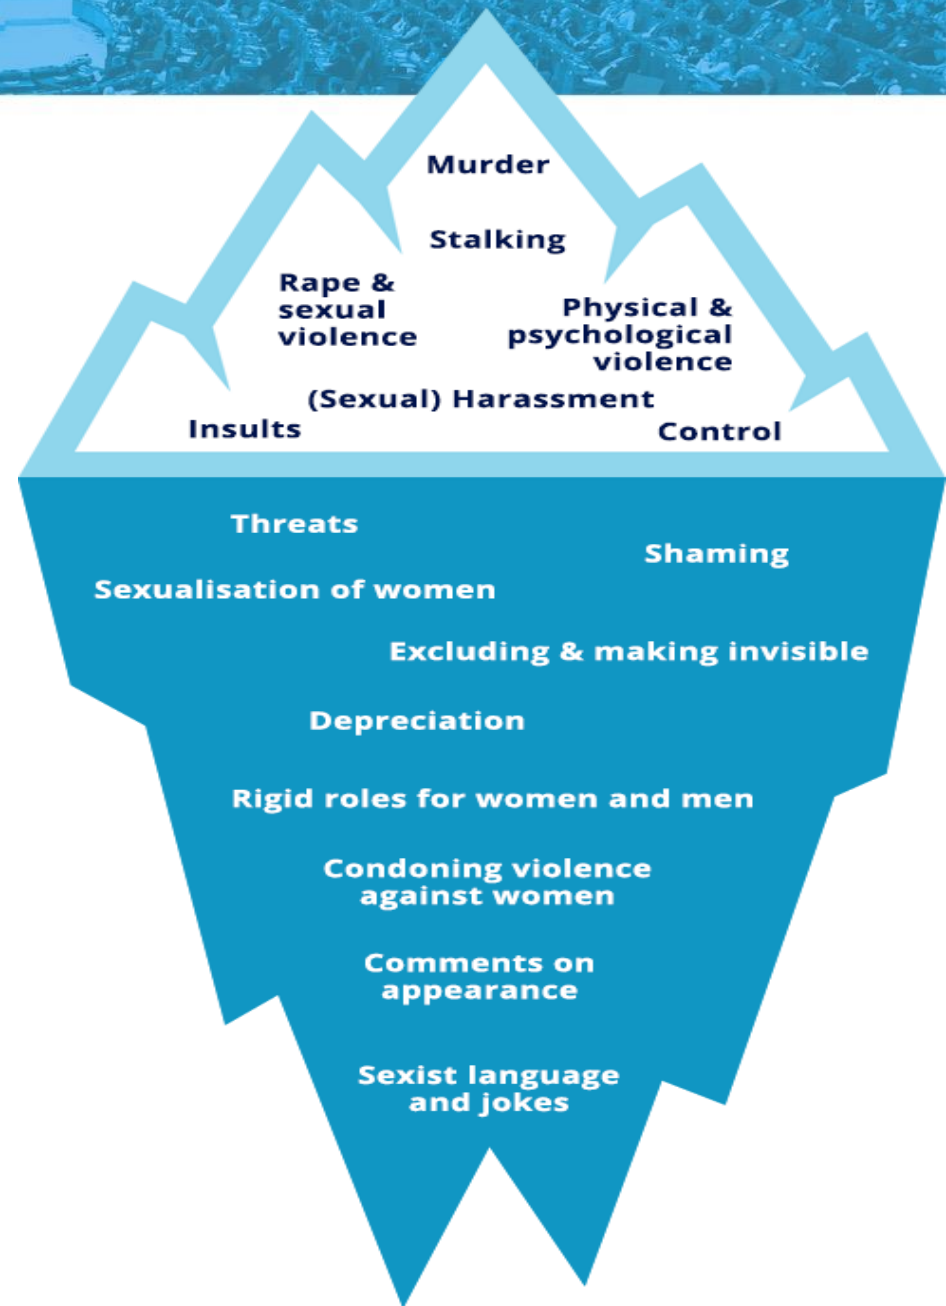 Murder
Stalking
Rape &
sexual
violence
Physical &
psychological
violence
(Sexual) Harassment
Insults
Control
Threats
Shaming
Sexualisation of women
Excluding & making invisible
Depreciation
Rigid roles for women and men
Condoning violence
against women
Comments on
appearance
Sexist language
and jokes